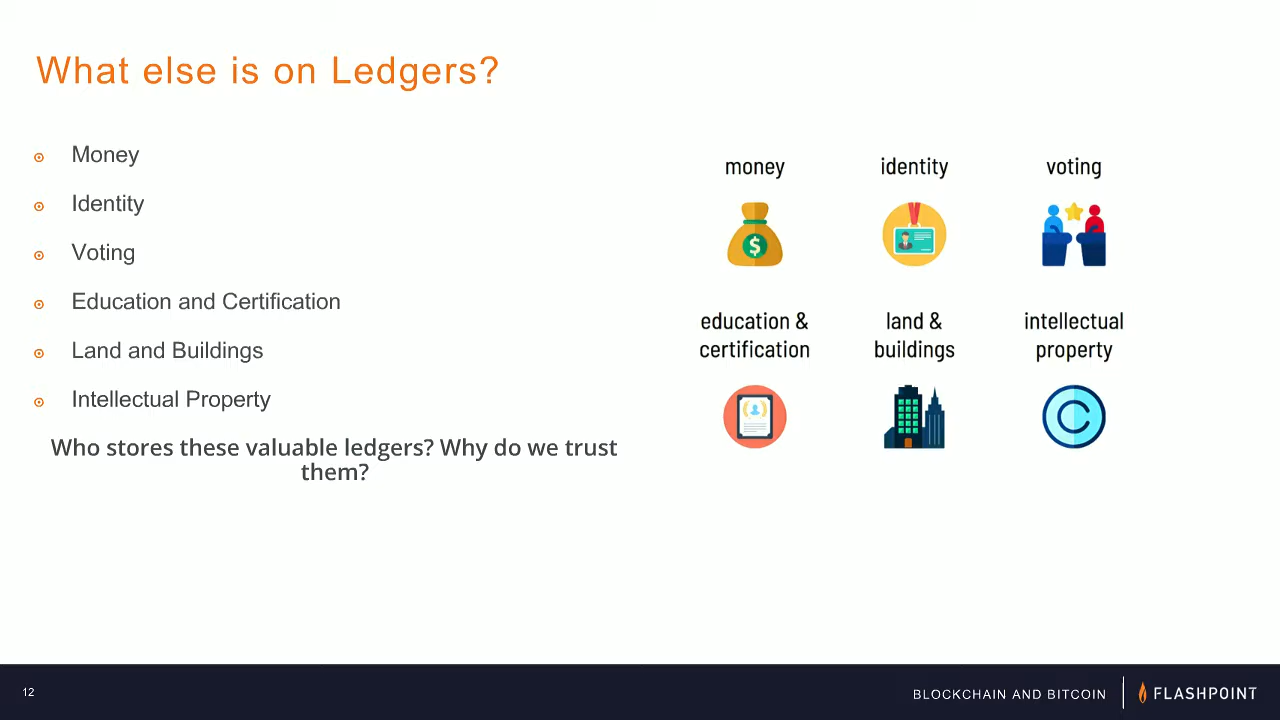 What else is on Ledgers?
Money
Identity
Voting
Education and Certification
Land and Buildings
Intellectual Property
Who stores these valuable ledgers? Why do we trust
them?
money
identity
voting
education &
certification
land &
buildings
intellectual
property
12
BLOCKCHAIN AND BITCOIN
FLASHPOINT